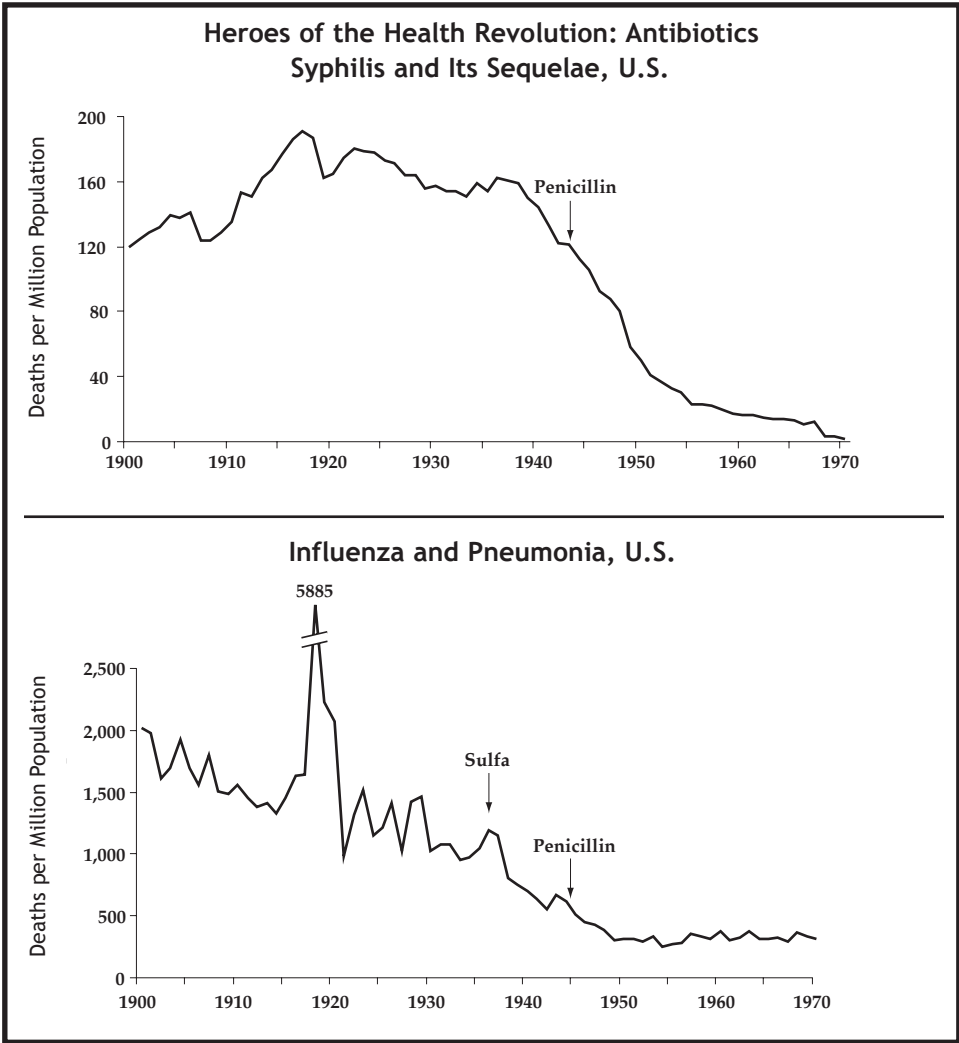 Heroes of the Health Revolution: Antibiotics
Syphilis and Its Sequelae, U.S.
Deaths per Million Population
200
160
120
80
40
0
Penicillin
1900 1910 1920 1930 1940 1950 1960 1970
Influenza and Pneumonia, U.S.
5885
Deaths per Million Population
2,500
2,000
1,500
1,000
500
0
Sulfa
Penicillin
1900 1910 1920 1930 1940 1950 1960 1970